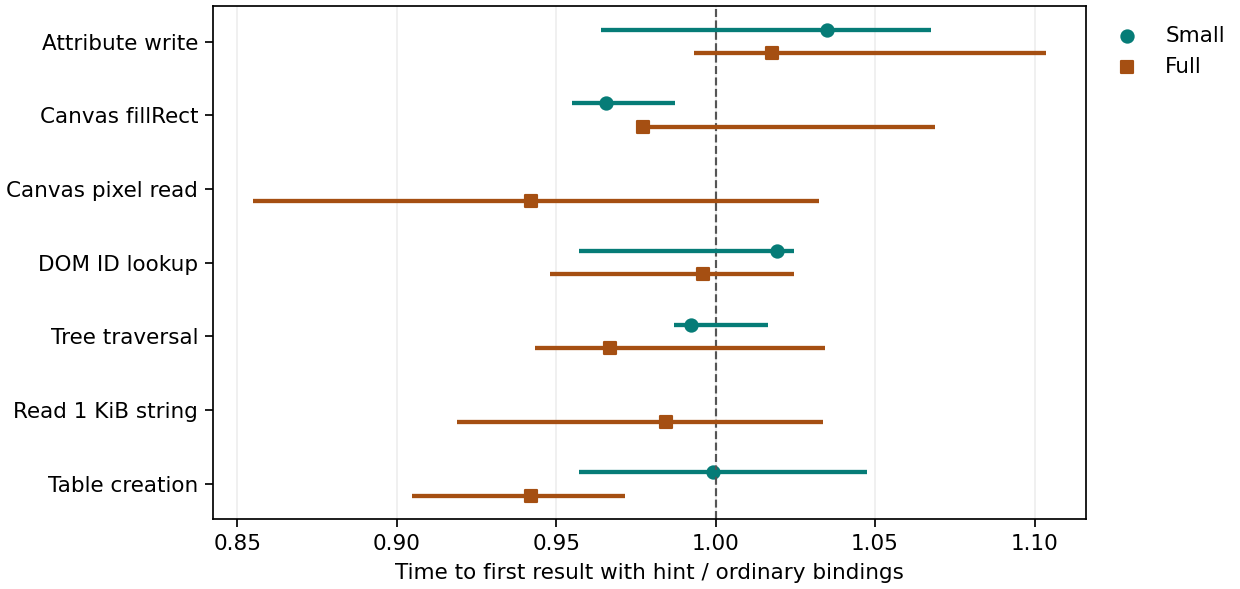 Attribute write
Canvas fillRect
Canvas pixel read
DOM ID lookup
Tree traversal
Read 1 KiB string
Table creation
0.85 0.90 0.95 1.00 1.05 1.10
Time to first result with hint / ordinary bindings
Small
Full